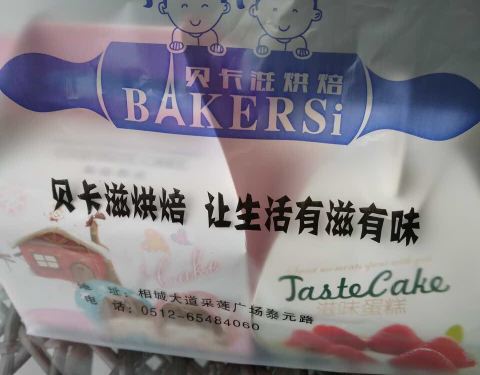 贝卡滋烘焙
BAKERSi
贝卡滋烘焙 让生活有滋有味
TasteCake
滋味蛋糕
地 址：相城大道采莲广场泰元路
电 话：0512-65484060